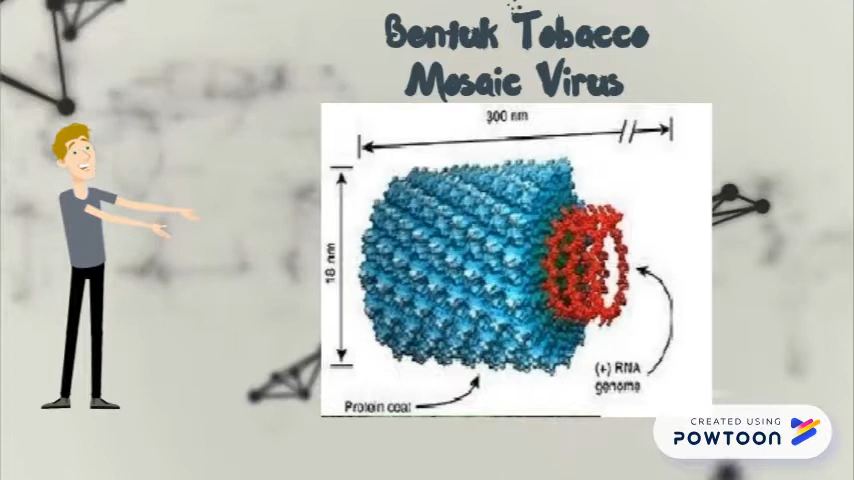 Bentuk Tobacco
Mosaic Virus
300 nm
18 nm
(+) RNA
genome
Protein coat
CREATED USING
POWTOON